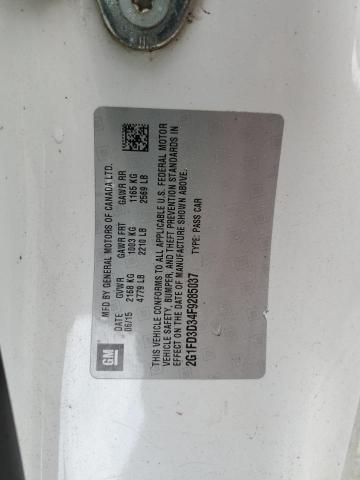 GM
MFD BY GENERAL MOTORS OF CANADA LTD.
DATE GVWR GAWR FRT GAWR RR
06/15 2168 KG 1003 KG 1165 KG
4779 LB 2210 LB 2569 LB
THIS VEHICLE CONFORMS TO ALL APPLICABLE U.S. FEDERAL MOTOR
VEHICLE SAFETY, BUMPER, AND THEFT PREVENTION STANDARDS IN
EFFECT ON THE DATE OF MANUFACTURE SHOWN ABOVE.
2G1FD3D34F9285037 TYPE: PASS CAR